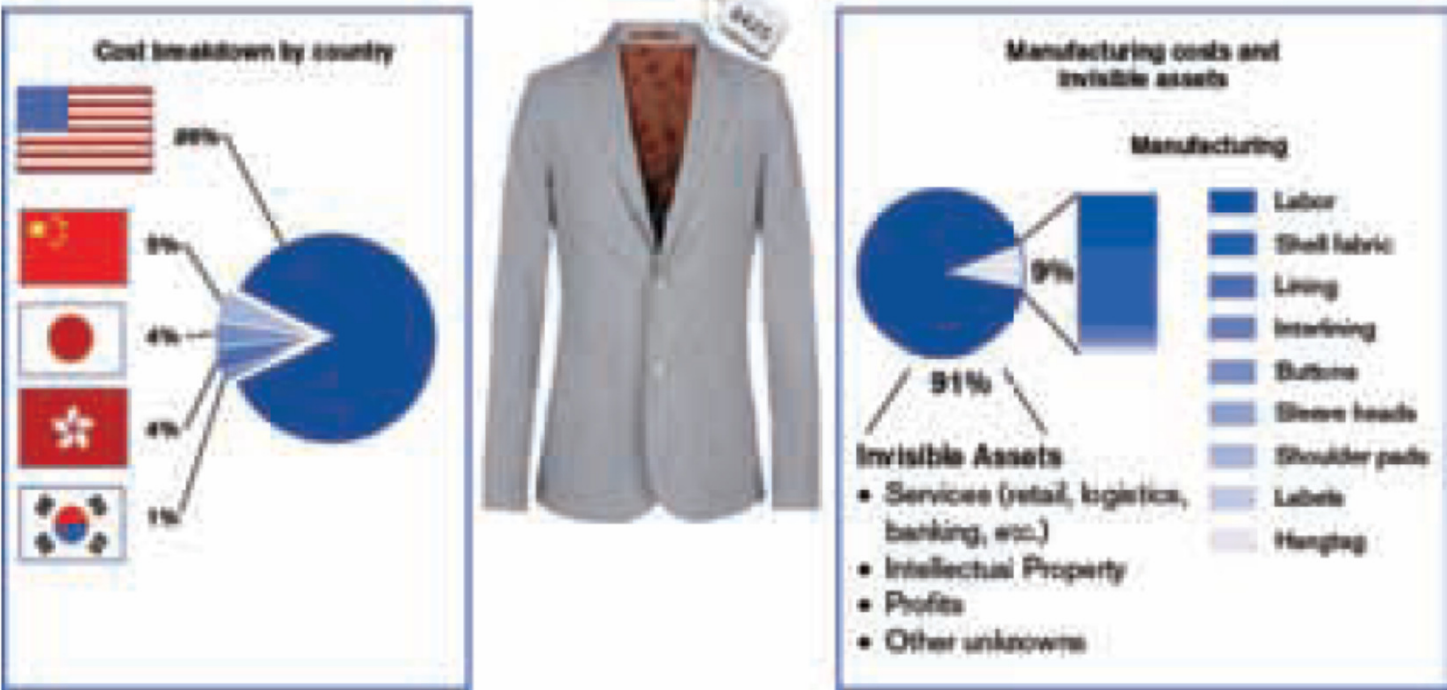 Cost breakdown by country
5%
4%
4%
1%
Manufacturing costs and
invisible assets
Manufacturing
Labor
Shell fabric
Lining
Interlining
Buttons
Sleeve heads
Shoulder pads
Labels
Hangtag
9%
91%
Invisible Assets
• Services (retail, logistics,
banking, etc.)
• Intellectual Property
• Profits
• Other unknowns